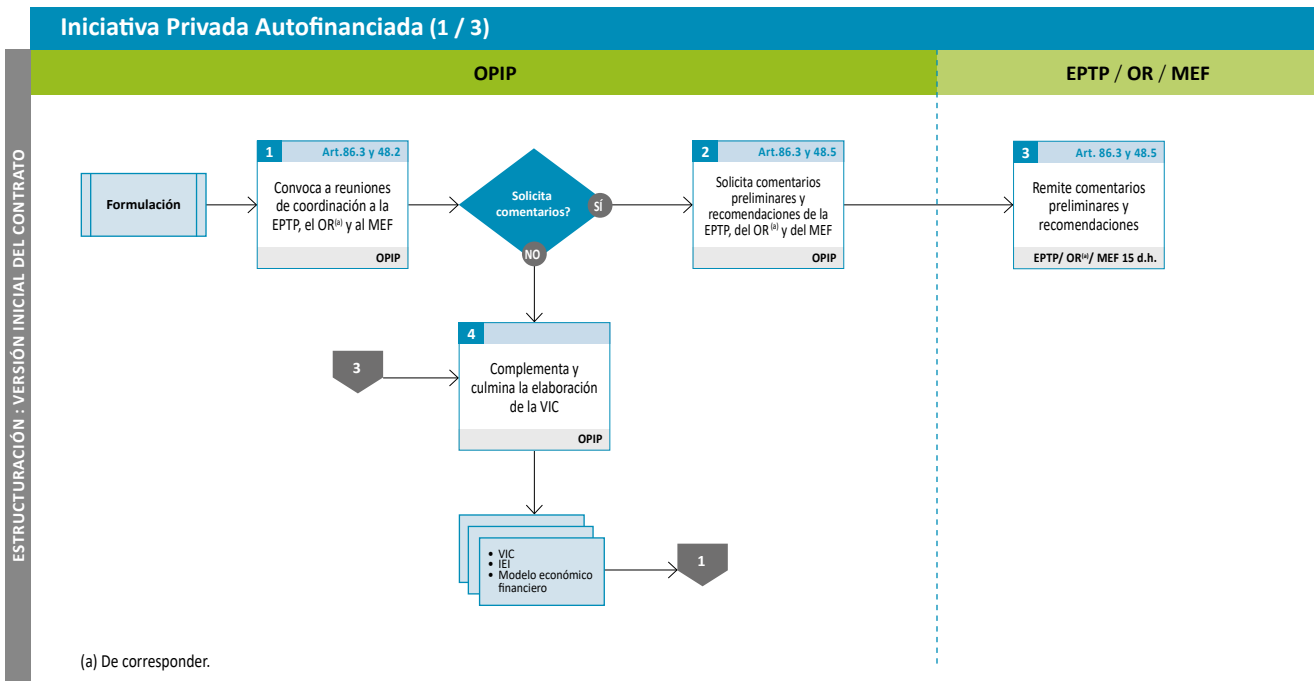 Iniciativa Privada Autofinanciada (1 / 3)
OPIP
EPTP / OR / MEF
ESTRUCTURACIÓN : VERSIÓN INICIAL DEL CONTRATO
Formulación
1
Art.86.3 y 48.2
Convoca a reuniones
de coordinación a la
EPTP, el OR(a) y al MEF
OPIP
Solicita
comentarios?
SÍ
NO
2
Art.86.3 y 48.5
Solicita comentarios
preliminares y
recomendaciones de la
EPTP, del OR (a) y del MEF
OPIP
3
Art. 86.3 y 48.5
Remite comentarios
preliminares y
recomendaciones
EPTP/ OR(a)/ MEF 15 d.h.
3
4
Complementa y
culmina la elaboración
de la VIC
OPIP
• VIC
• IEI
• Modelo económico
financiero
1
(a) De corresponder.